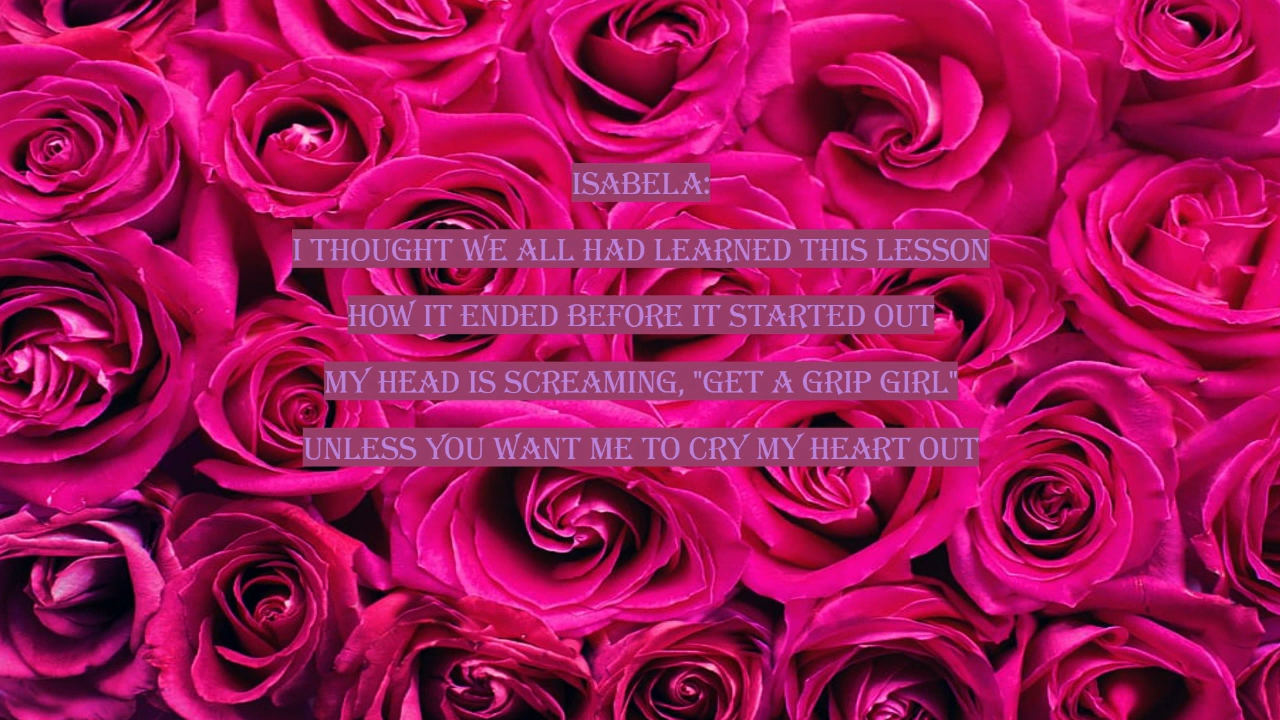 ISABELA:
I THOUGHT WE ALL HAD LEARNED THIS LESSON
HOW IT ENDED BEFORE IT STARTED OUT
MY HEAD IS SCREAMING, "GET A GRIP GIRL"
UNLESS YOU WANT ME TO CRY MY HEART OUT